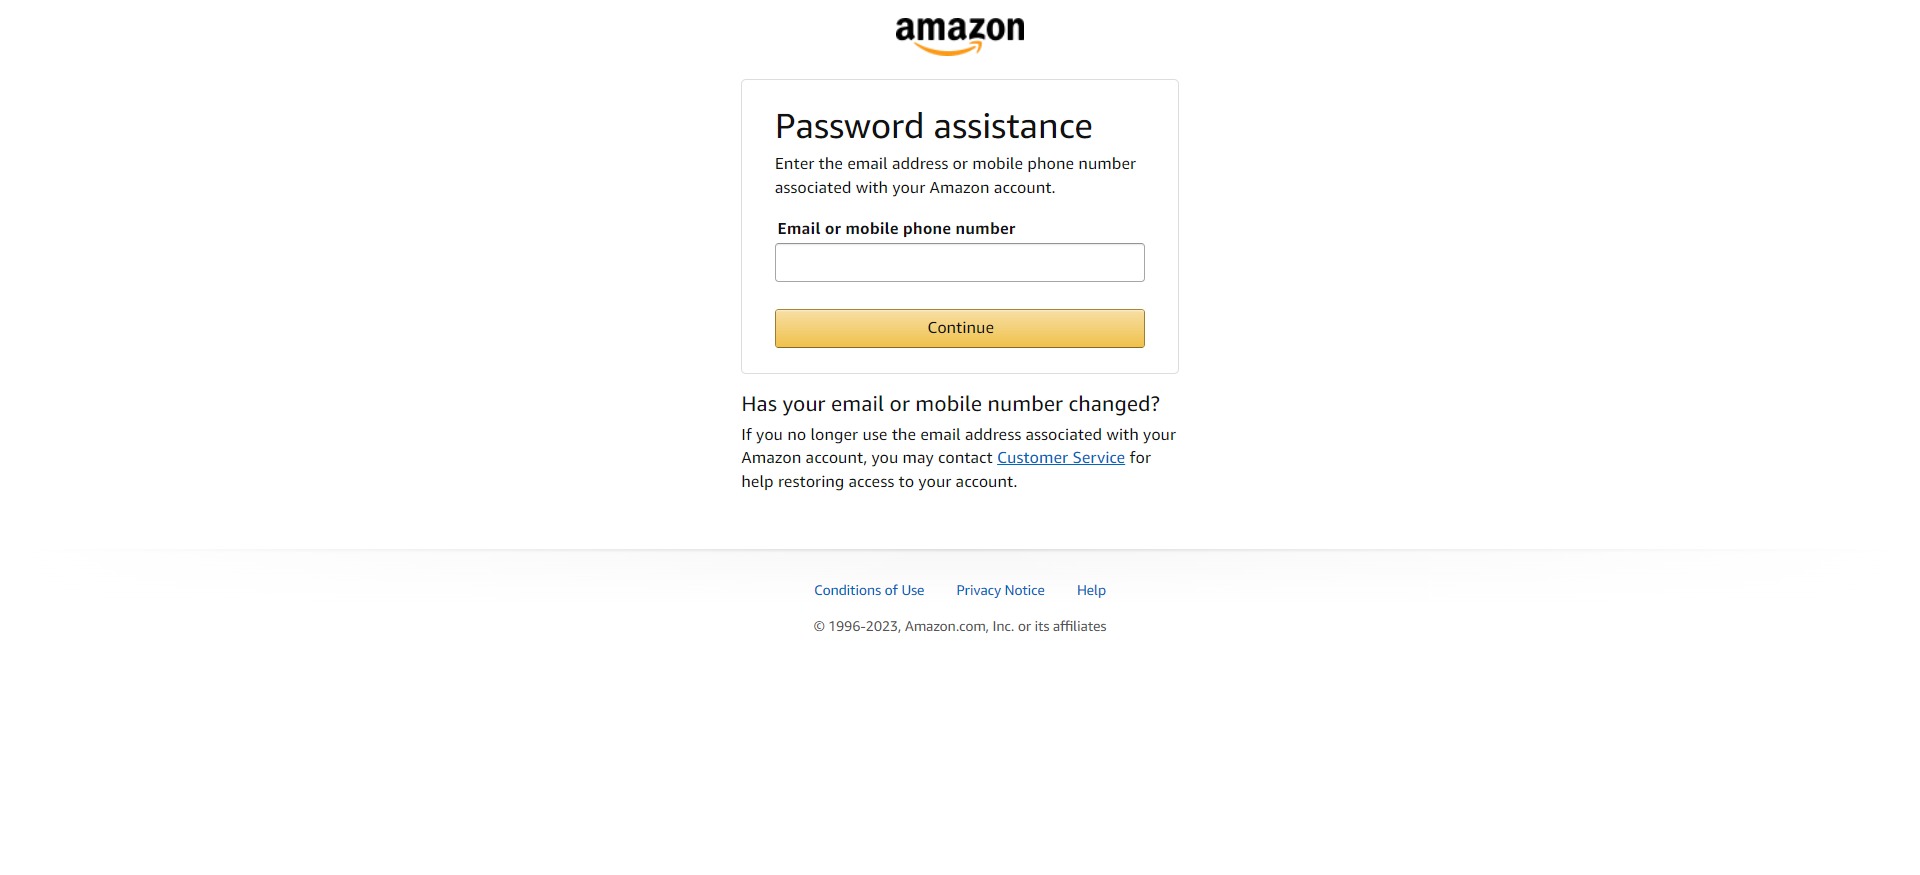 amazon
Password assistance
Enter the email address or mobile phone number
associated with your Amazon account.
Email or mobile phone number
Continue
Has your email or mobile number changed?
If you no longer use the email address associated with your
Amazon account, you may contact Customer Service for
help restoring access to your account.
Conditions of Use Privacy Notice Help
© 1996-2023, Amazon.com, Inc. or its affiliates